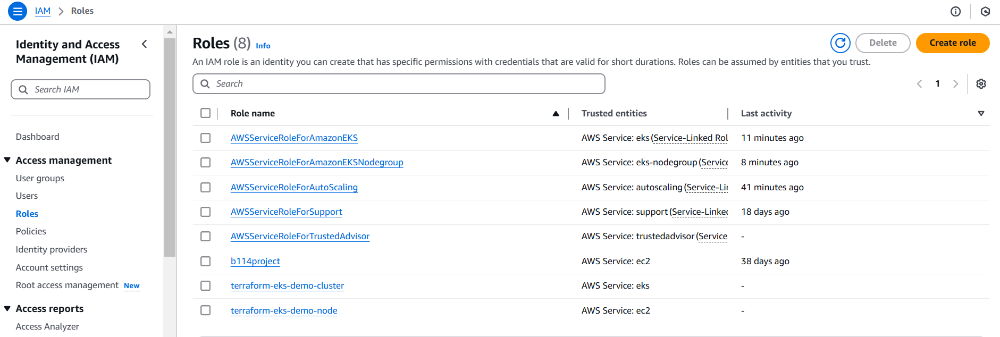 IAM > Roles
Identity and Access
Management (IAM)
Search IAM
Dashboard
Access management
User groups
Users
Roles
Policies
Identity providers
Account settings
Root access management New
Access reports
Access Analyzer
Roles (8) Info
Delete
Create role
An IAM role is an identity you can create that has specific permissions with credentials that are valid for short durations. Roles can be assumed by entities that you trust.
Search
1
Role name Trusted entities Last activity
AWSServiceRoleForAmazonEKS AWS Service: eks (Service-Linked Rol 11 minutes ago
AWSServiceRoleForAmazonEKSNodegroup AWS Service: eks-nodegroup (Service 8 minutes ago
AWSServiceRoleForAutoScaling AWS Service: autoscaling (Service-Li 41 minutes ago
AWSServiceRoleForSupport AWS Service: support (Service-Linked 18 days ago
AWSServiceRoleForTrustedAdvisor AWS Service: trustedadvisor (Service -
b114project AWS Service: ec2 38 days ago
terraform-eks-demo-cluster AWS Service: eks -
terraform-eks-demo-node AWS Service: ec2 -